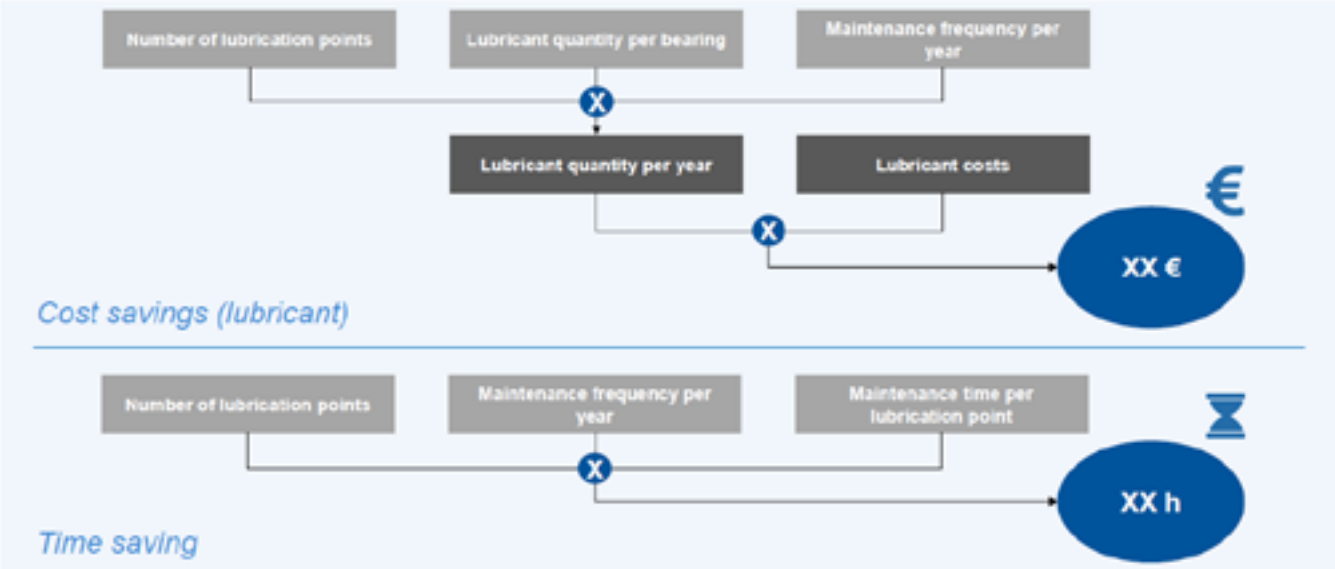 Number of lubrication points
Lubricant quantity per bearing
Maintenance frequency per
year
X
Lubricant quantity per year
Lubricant costs
€
X
XX €
Cost savings (lubricant)
Number of lubrication points
Maintenance frequency per
year
Maintenance time per
lubrication point
X
XX h
Time saving